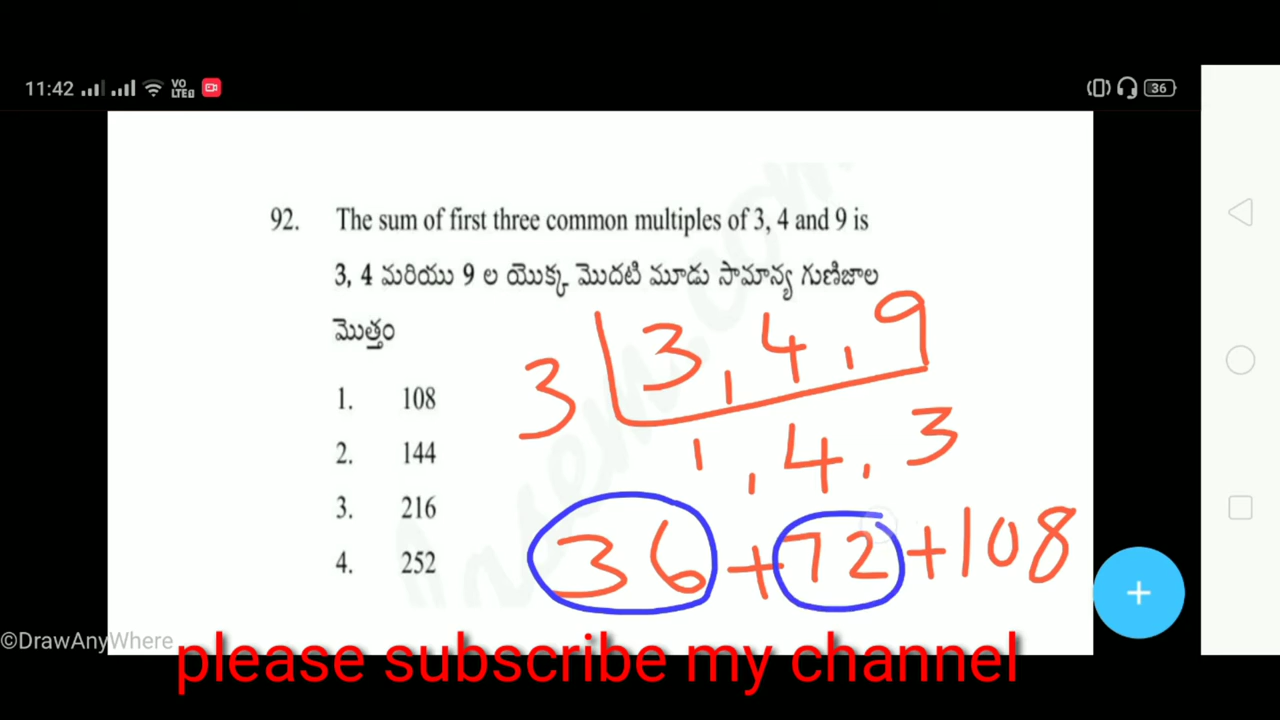 11:42 VO LTE 36
92. The sum of first three common multiples of 3, 4 and 9 is
3, 4 మరియు 9 ల యొక్క మొదటి మూడు సామాన్య గుణిజాల
మొత్తం
3 3, 4, 9
1, 4, 3
1. 108
2. 144
3. 216
4. 252
36 + 72 + 108
©DrawAnyWhere
please subscribe my channel